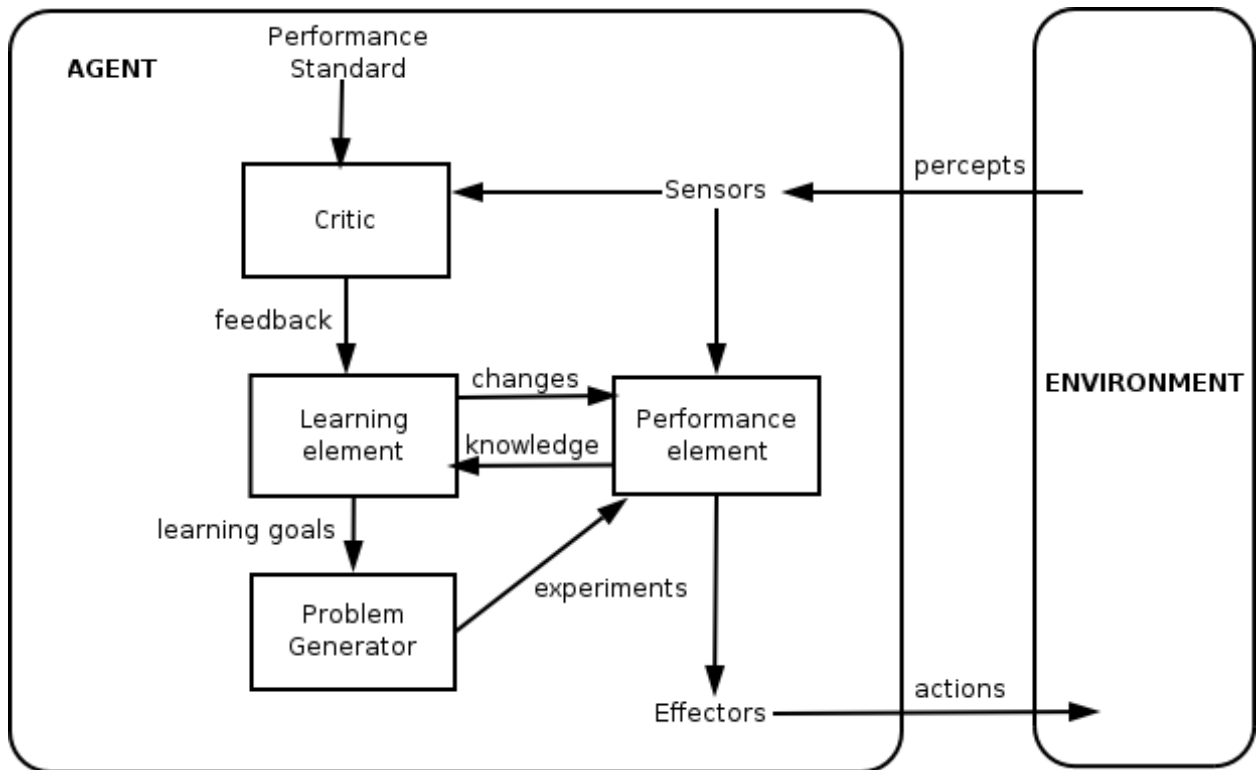 Performance
Standard
AGENT
percepts
Sensors
Critic
feedback
changes
ENVIRONMENT
Learning
element
Performance
element
knowledge
learning goals
experiments
Problem
Generator
Effectors
actions